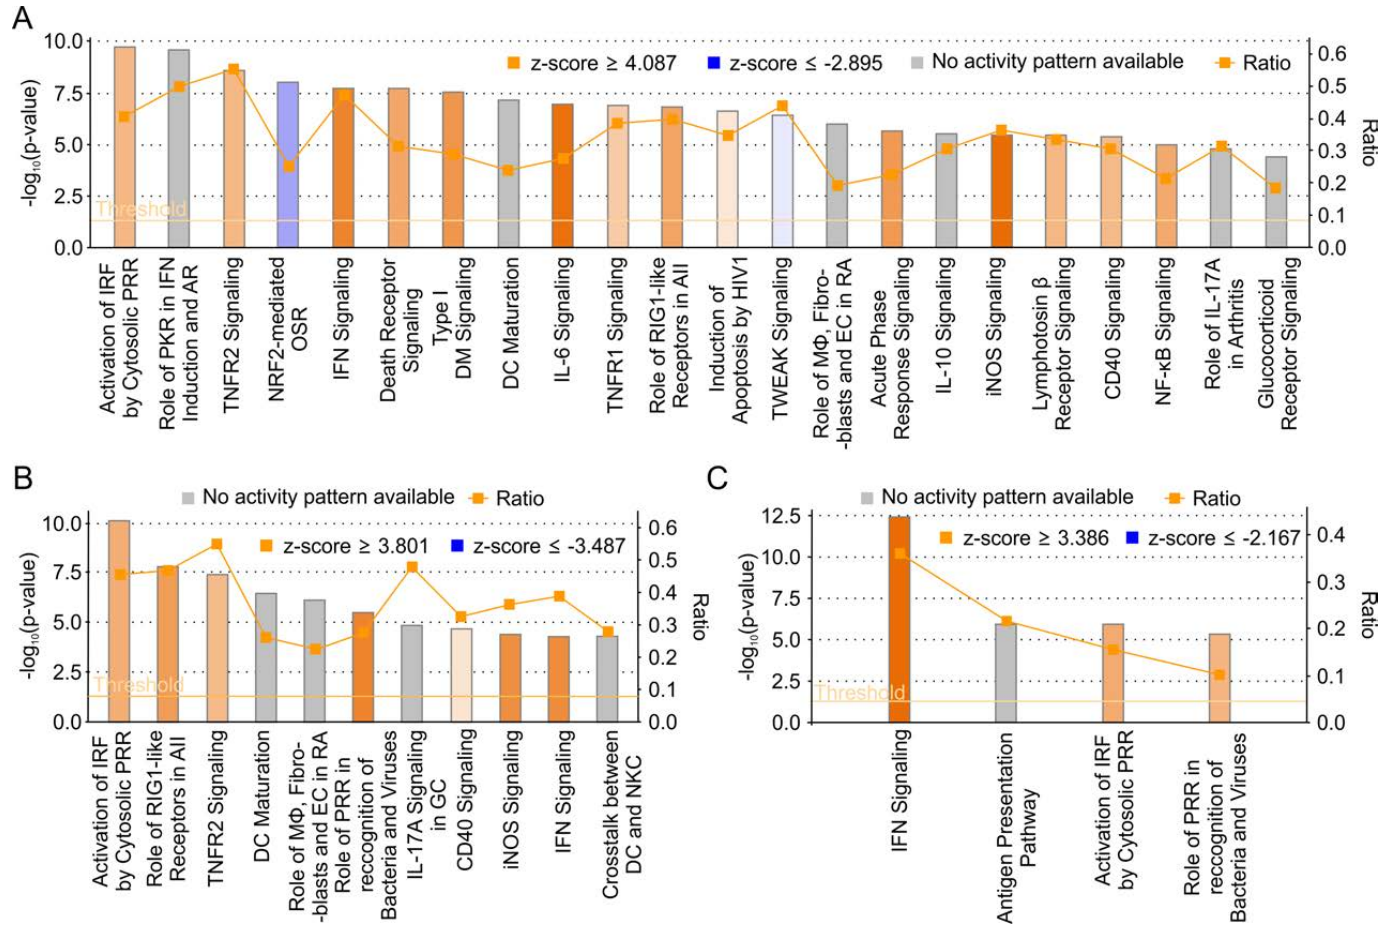 A
10.0
7.5
5.0
2.5
0.0
-log₁₀(p-value)
z-score ≥ 4.087
z-score ≤ -2.895
No activity pattern available
Ratio
Threshold
0.6
0.5
0.4
0.3
0.2
0.1
0.0
Ratio
Activation of IRF
by Cytosolic PRR
Role of PKR in IFN
Induction and AR
TNFR2 Signaling
NRF2-mediated
OSR
IFN Signaling
Death Receptor
Signaling
Type I
DM Signaling
DC Maturation
IL-6 Signaling
TNFR1 Signaling
Role of RIG1-like
Receptors in AII
Induction of
Apoptosis by HIV1
TWEAK Signaling
Role of MΦ, Fibro-
-blasts and EC in RA
Acute Phase
Response Signaling
IL-10 Signaling
iNOS Signaling
Lymphotosin β
Receptor Signaling
CD40 Signaling
NF-κB Signaling
Role of IL-17A
in Arthritis
Glucocorticoid
Receptor Signaling
B
No activity pattern available
Ratio
z-score ≥ 3.801
z-score ≤ -3.487
10.0
7.5
5.0
2.5
0.0
-log₁₀(p-value)
Threshold
0.6
0.5
0.4
0.3
0.2
0.1
0.0
Ratio
Activation of IRF
by Cytosolic PRR
Role of RIG1-like
Receptors in AII
TNFR2 Signaling
DC Maturation
Role of MΦ, Fibro-
-blasts and EC in RA
Role of PRR in
reccognition of
Bacteria and Viruses
IL-17A Signaling
in GC
CD40 Signaling
iNOS Signaling
IFN Signaling
Crosstalk between
DC and NKC
C
No activity pattern available
Ratio
z-score ≥ 3.386
z-score ≤ -2.167
12.5
10.0
7.5
5.0
2.5
0.0
-log₁₀(p-value)
Threshold
0.4
0.3
0.2
0.1
0.0
Ratio
IFN Signaling
Antigen Presentation
Pathway
Activation of IRF
by Cytosolic PRR
Role of PRR in
reccognition of
Bacteria and Viruses